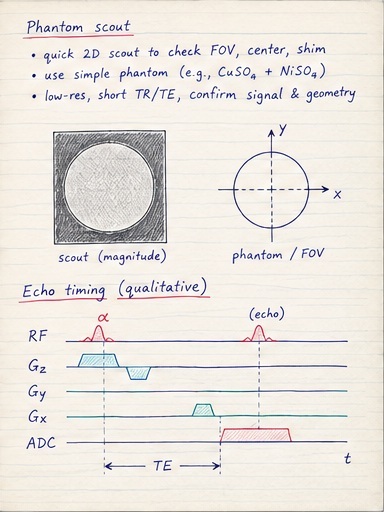 Phantom scout
• quick 2D scout to check FOV, center, shim
• use simple phantom (e.g., CuSO₄ + NiSO₄)
• low-res, short TR/TE, confirm signal & geometry
y
x
scout (magnitude)
phantom / FOV
Echo timing (qualitative)
α
(echo)
RF
Gz
Gy
Gx
ADC
t
TE